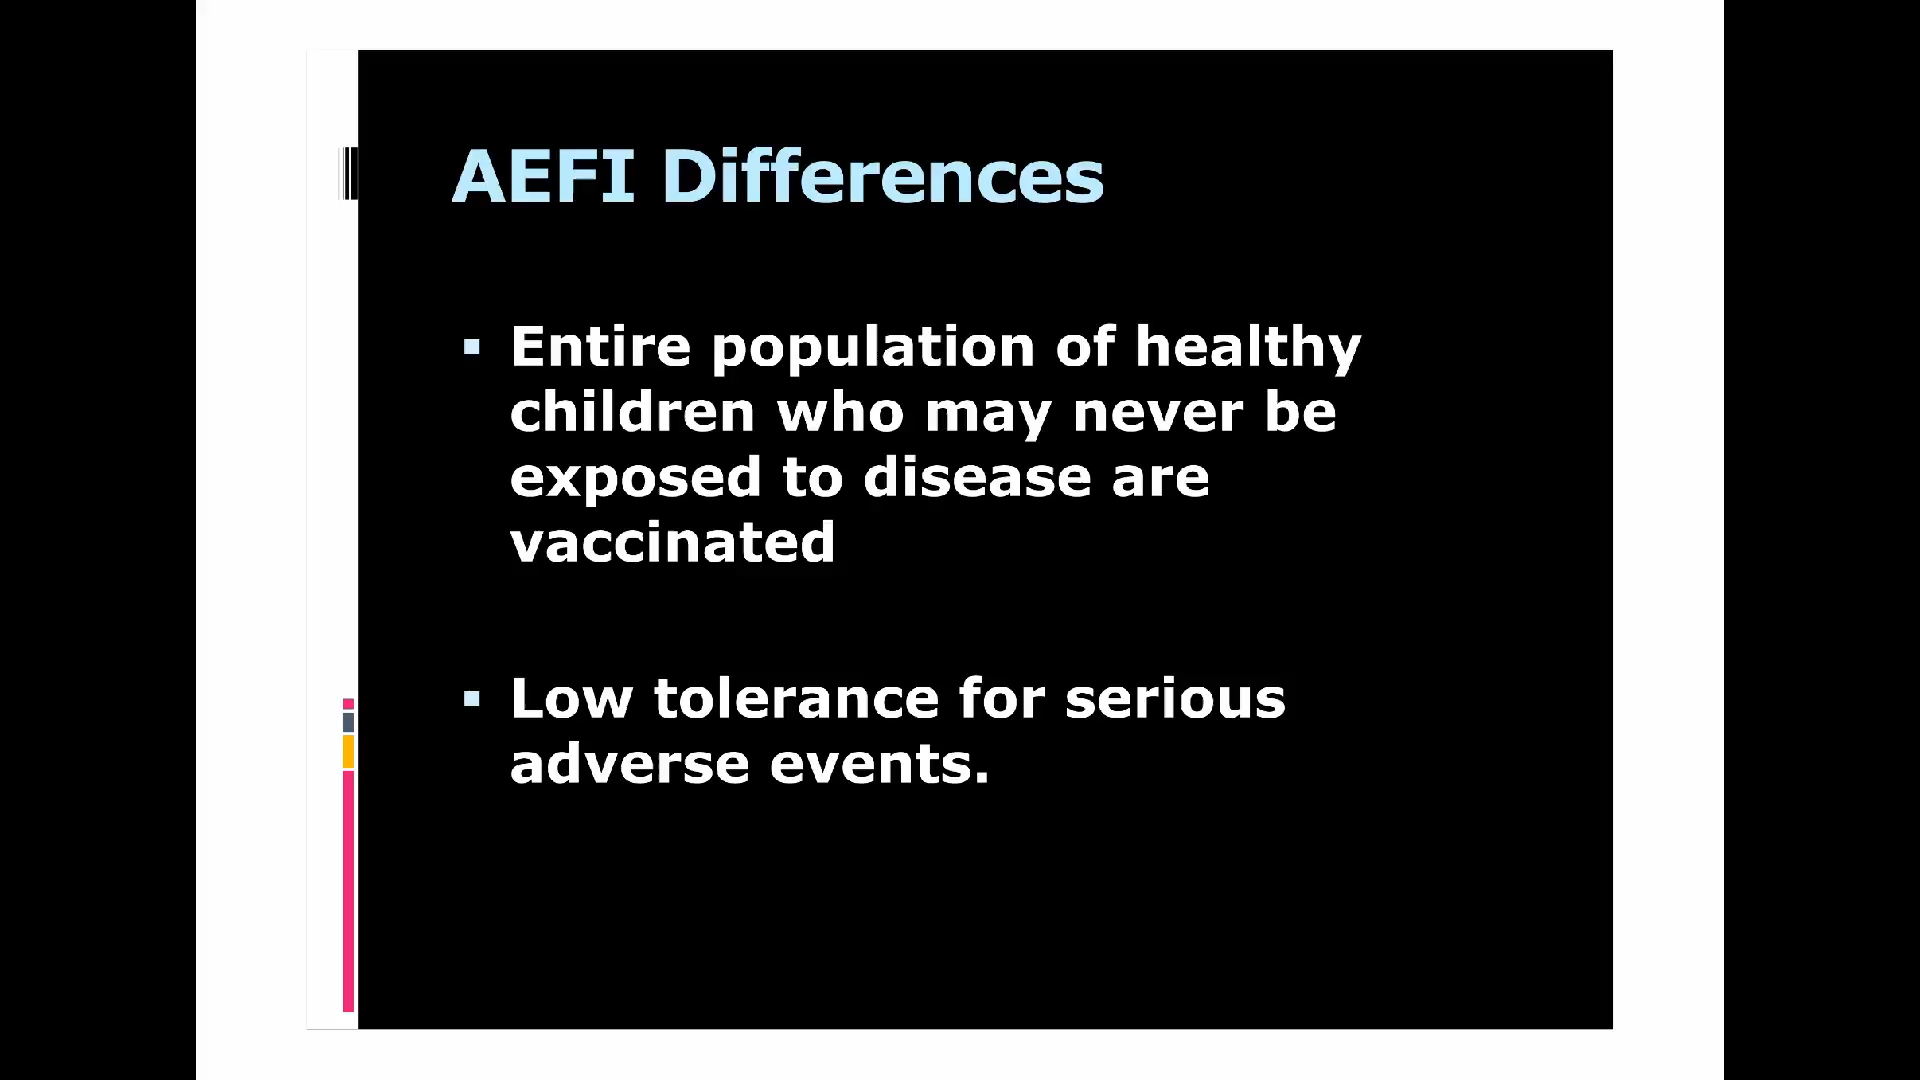 AEFI Differences
▪ Entire population of healthy
children who may never be
exposed to disease are
vaccinated
▪ Low tolerance for serious
adverse events.